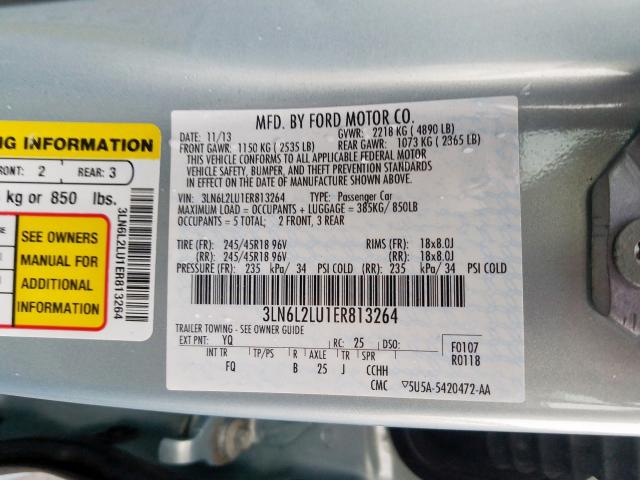 NG INFORMATION
RONT: 2 REAR: 3
kg or 850 lbs.
SEE OWNERS
MANUAL FOR
ADDITIONAL
INFORMATION
3LN6L2LU1ER813264
MFD. BY FORD MOTOR CO.
DATE: 11/13 GVWR: 2218 KG ( 4890 LB)
FRONT GAWR: 1150 KG ( 2535 LB) REAR GAWR: 1073 KG ( 2365 LB)
THIS VEHICLE CONFORMS TO ALL APPLICABLE FEDERAL MOTOR
VEHICLE SAFETY, BUMPER, AND THEFT PREVENTION STANDARDS
IN EFFECT ON THE DATE OF MANUFACTURE SHOWN ABOVE.
VIN: 3LN6L2LU1ER813264 TYPE: Passenger Car
MAXIMUM LOAD = OCCUPANTS + LUGGAGE = 385KG/ 850LB
OCCUPANTS = 5 TOTAL: 2 FRONT, 3 REAR
TIRE (FR): 245/45R18 96V RIMS (FR): 18x8.0J
(RR): 245/45R18 96V (RR): 18x8.0J
PRESSURE (FR): 235 kPa/ 34 PSI COLD (RR): 235 kPa/ 34 PSI COLD
3LN6L2LU1ER813264
TRAILER TOWING - SEE OWNER GUIDE
EXT PNT: YQ RC: 25 DSO: F0107
R0118
INT TR TP/PS R AXLE TR SPR
FQ B 25 J CCHH
CMC ▽5U5A-5420472-AA